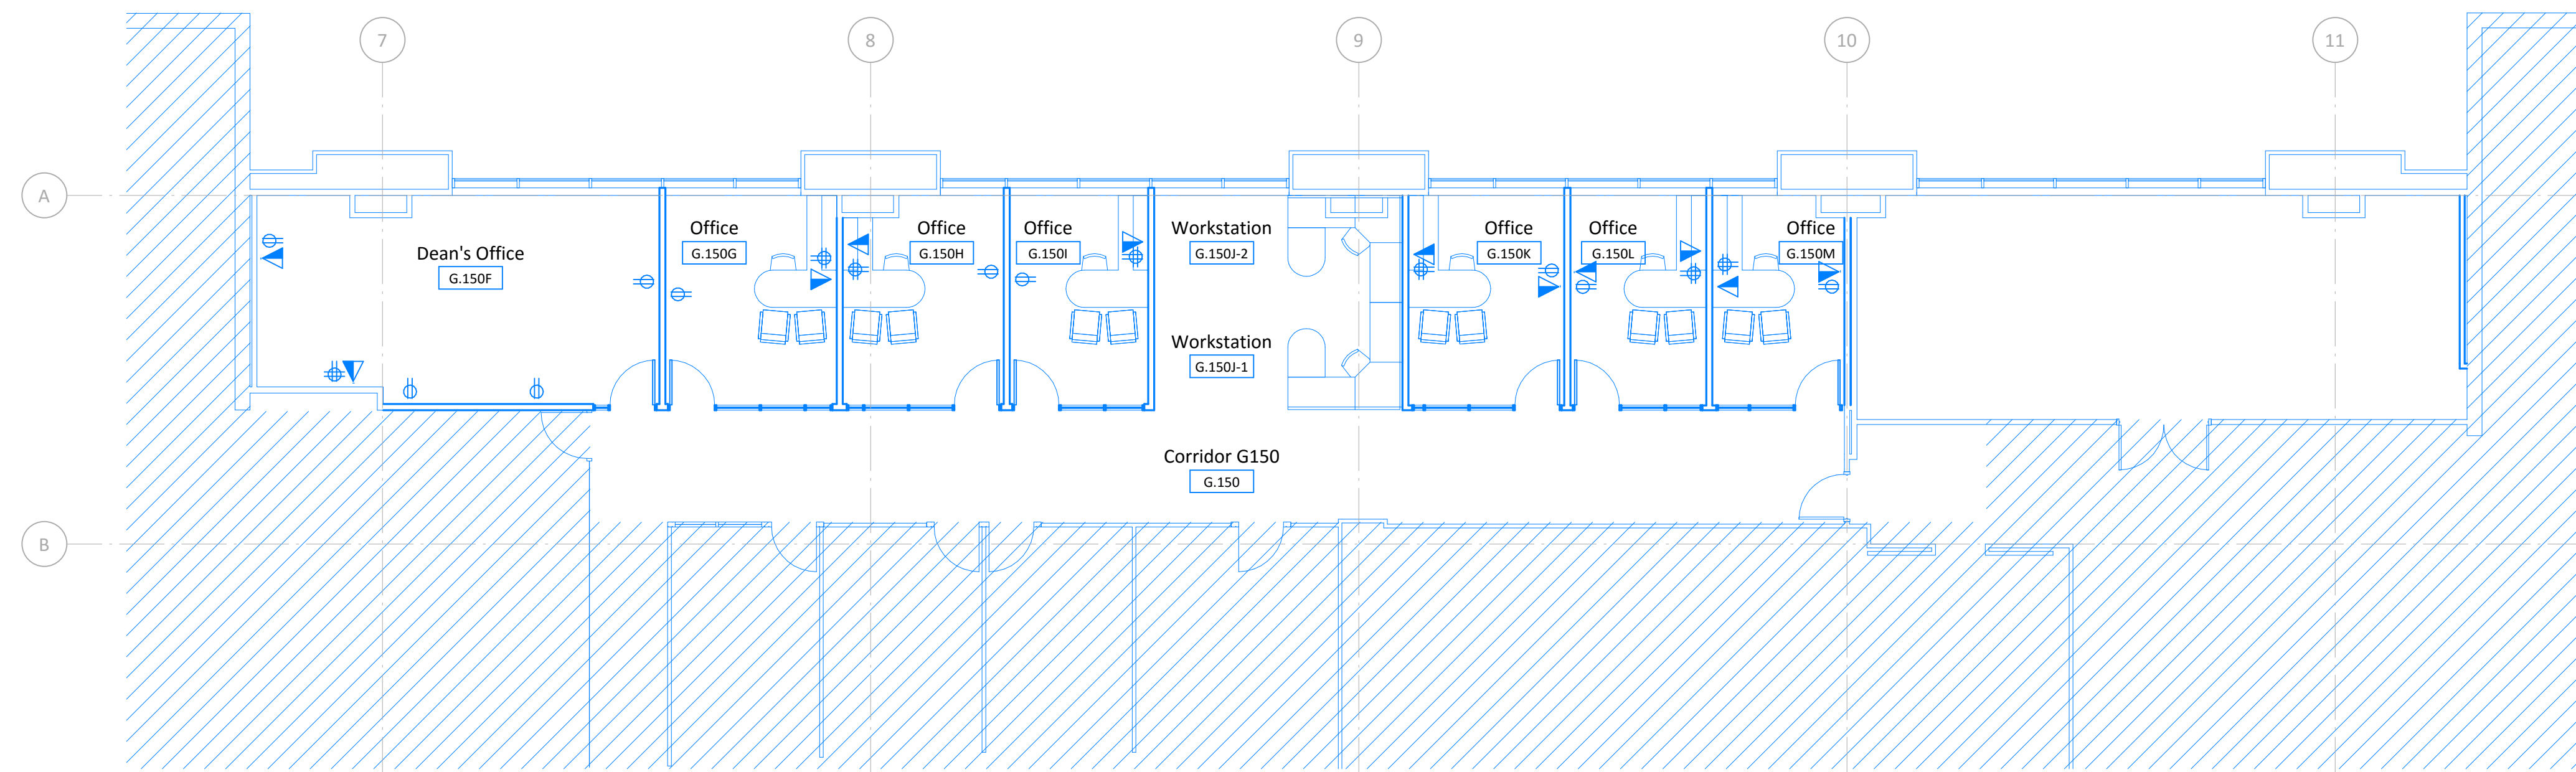 7
8
9
10
11
A
Office
G.150G
Office
G.150H
Office
G.150I
Workstation
G.150J-2
Office
G.150K
Office
G.150L
Office
G.150M
Dean's Office
G.150F
Workstation
G.150J-1
Corridor G150
G.150
B